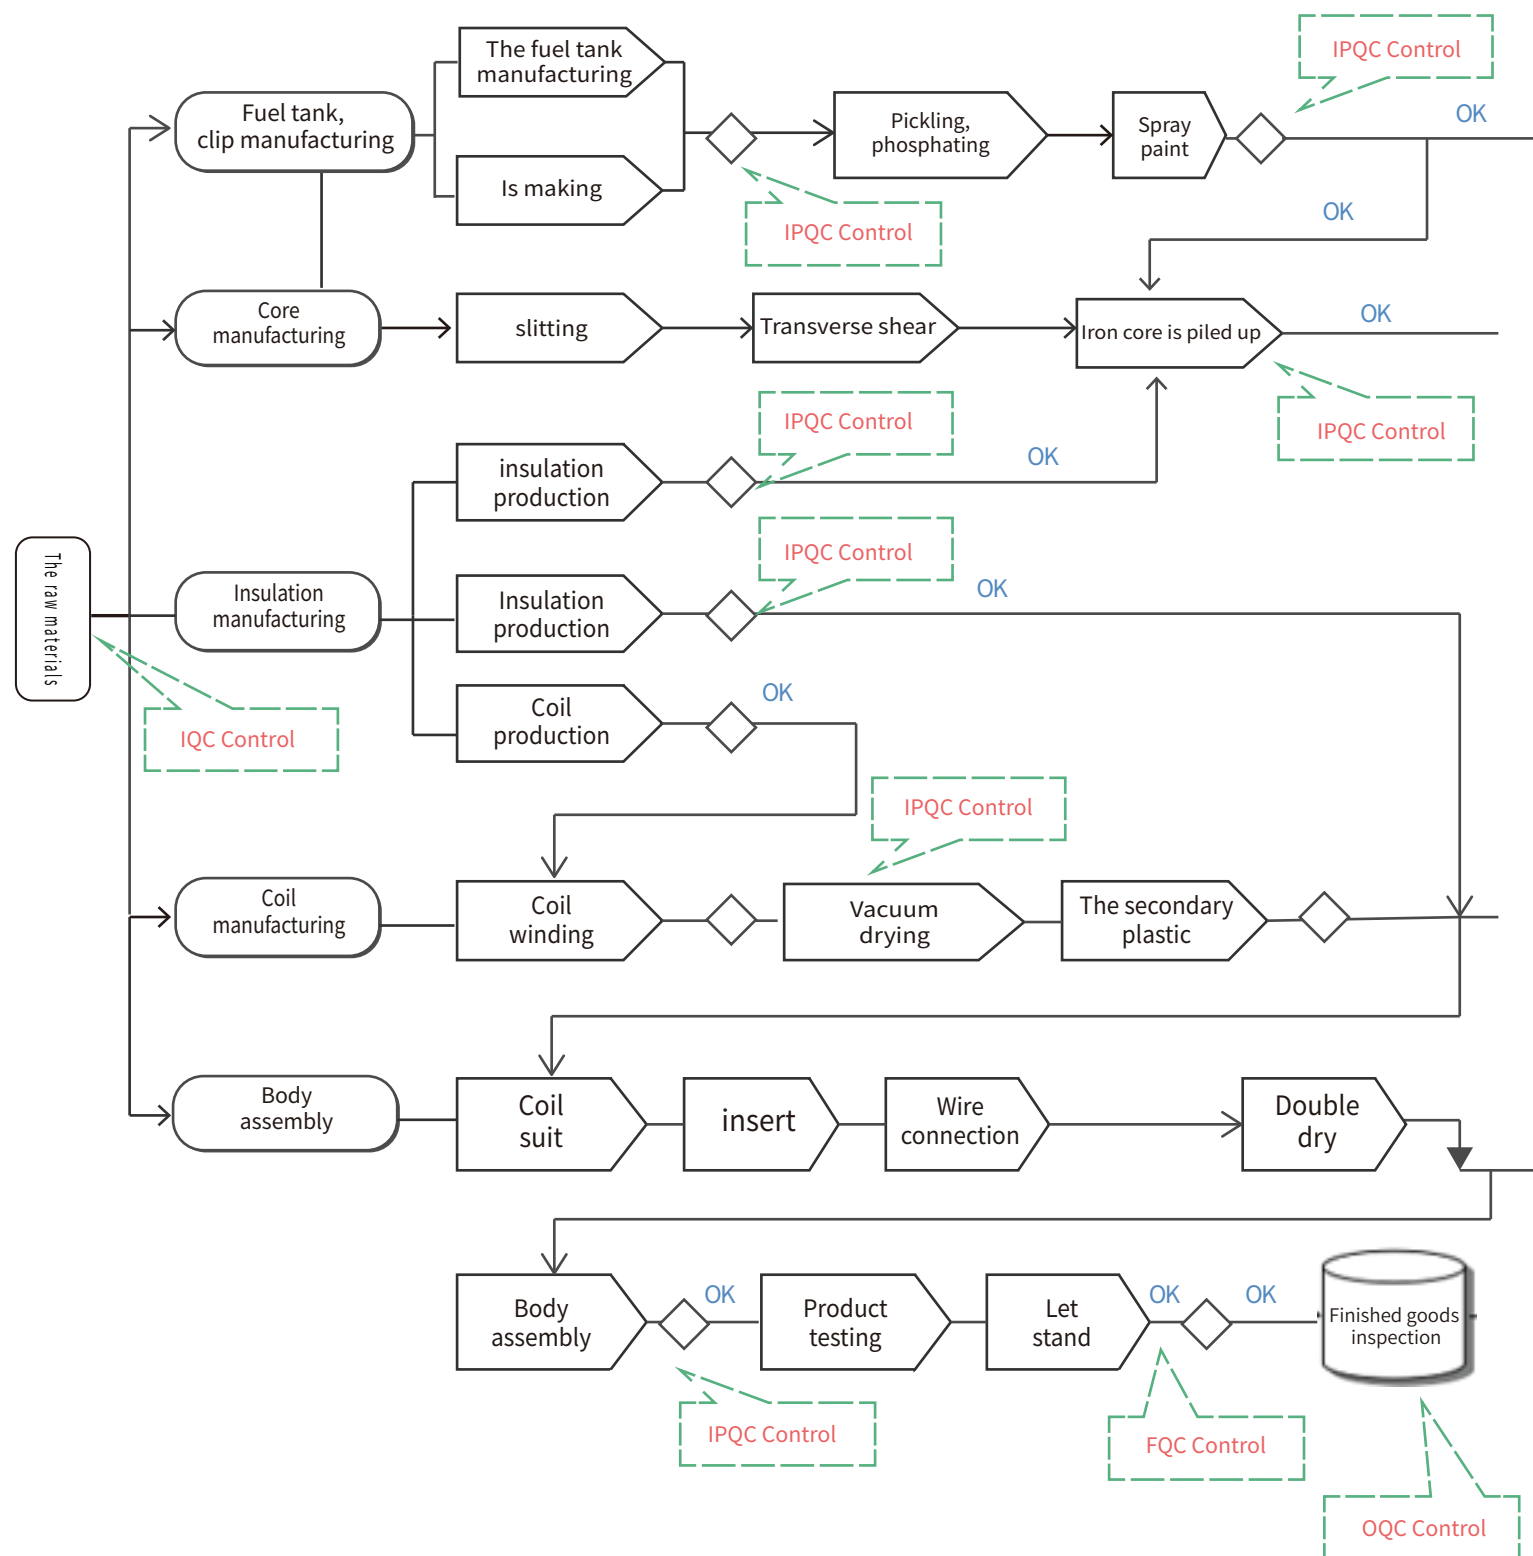 IPQC Control
The fuel tank
manufacturing
Fuel tank,
clip manufacturing
Pickling,
phosphating
Spray
paint
OK
Is making
IPQC Control
OK
Core
manufacturing
slitting
Transverse shear
Iron core is piled up
OK
IPQC Control
IPQC Control
insulation
production
OK
IPQC Control
The raw materials
Insulation
manufacturing
Insulation
production
OK
IQC Control
Coil
production
OK
IPQC Control
Coil
manufacturing
Coil
winding
Vacuum
drying
The secondary
plastic
Body
assembly
Coil
suit
insert
Wire
connection
Double
dry
Body
assembly
OK
Product
testing
Let
stand
OK
OK
Finished goods
inspection
IPQC Control
FQC Control
OQC Control